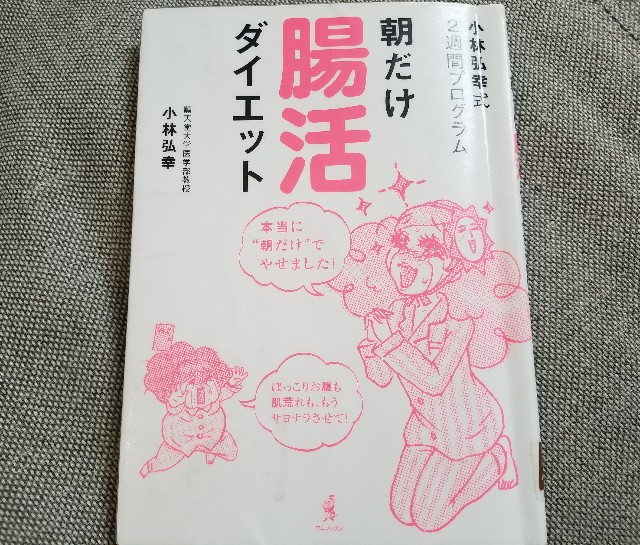 小林弘幸式
2週間プログラム
朝だけ
腸活
ダイエット
順天堂大学医学部教授
小林弘幸
本当に
“朝だけ”で
やせました!
ぽっこりお腹も
肌荒れも、もう
サヨナラさせて!